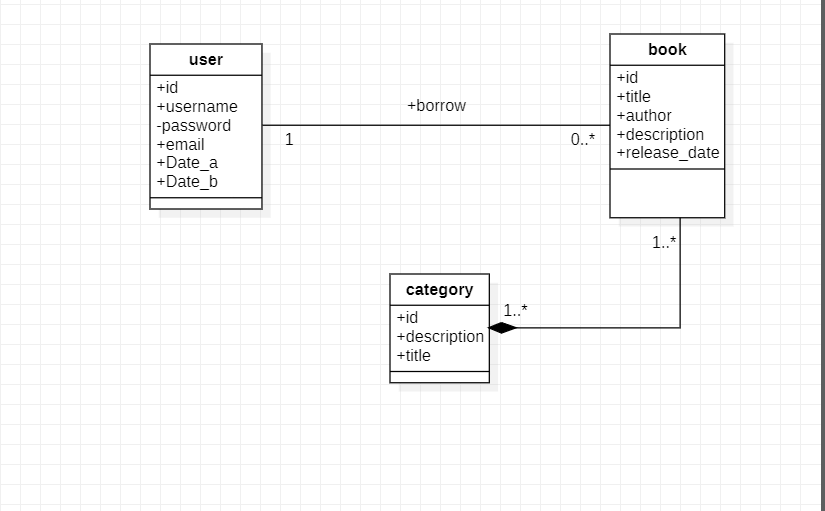 user
+id
+username
-password
+email
+Date_a
+Date_b
+borrow
1
0..*
book
+id
+title
+author
+description
+release_date
1..*
category
+id
+description
+title
1..*